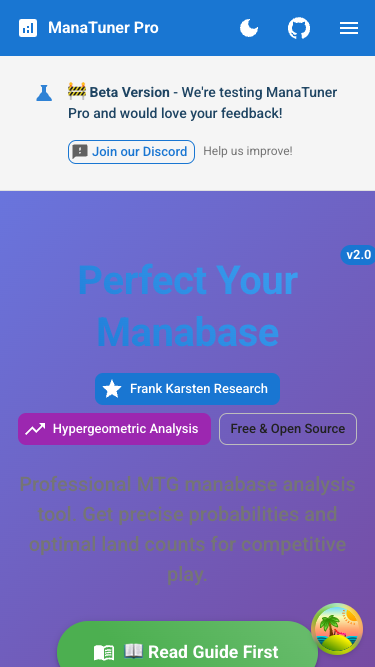 ManaTuner Pro
🚧 Beta Version - We're testing ManaTuner
Pro and would love your feedback!
Join our Discord
Help us improve!
v2.0
Perfect Your
Manabase
Frank Karsten Research
Hypergeometric Analysis
Free & Open Source
Professional MTG manabase analysis
tool. Get precise probabilities and
optimal land counts for competitive
play.
📖 Read Guide First